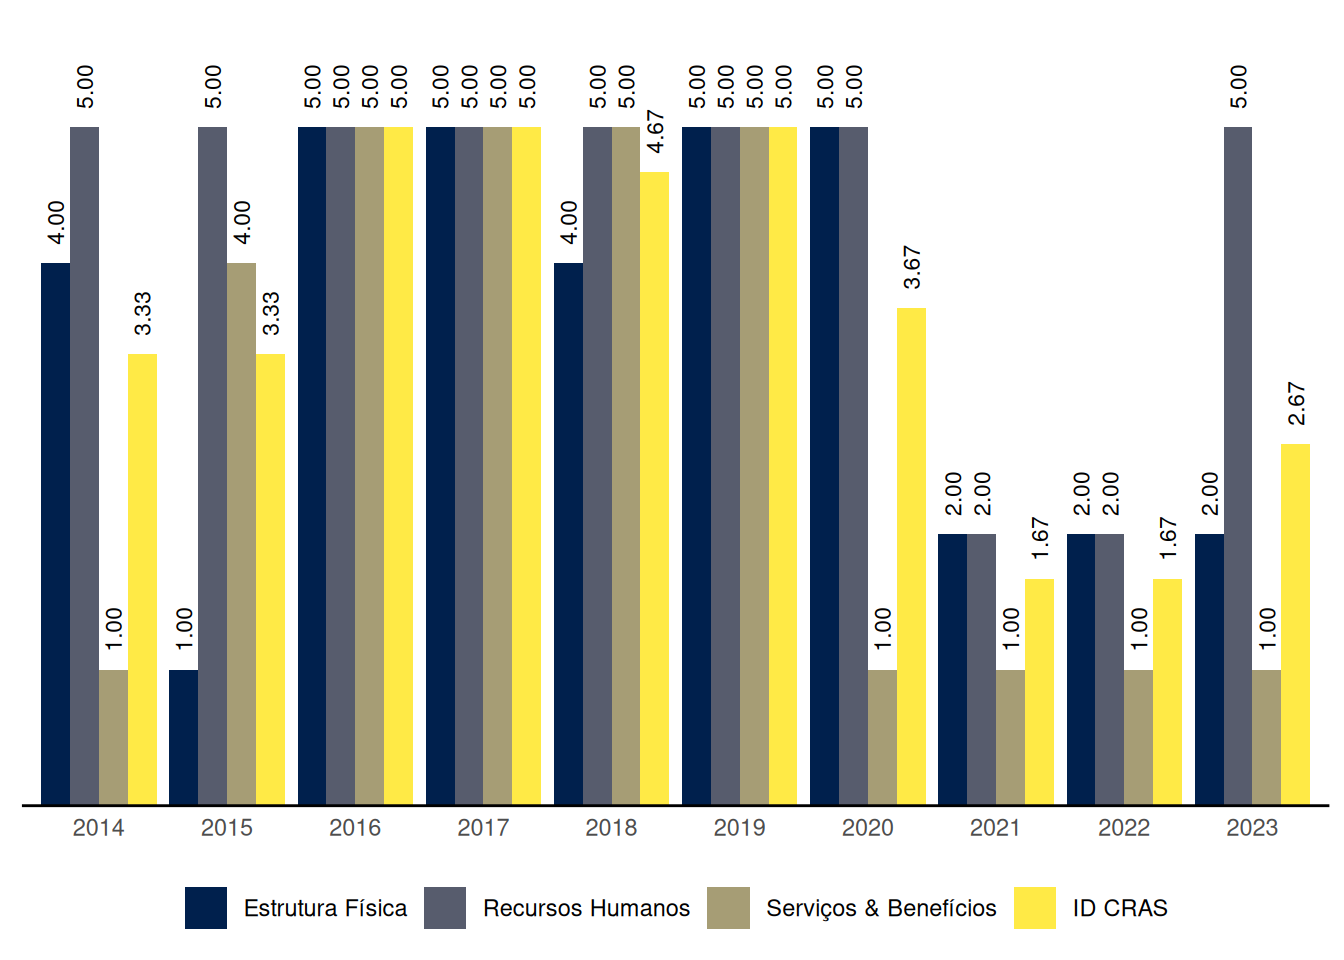 4.00 5.00 1.00 3.33
1.00 5.00 4.00 3.33
5.00 5.00 5.00 5.00
5.00 5.00 5.00 5.00
4.00 5.00 5.00 4.67
5.00 5.00 5.00 5.00
5.00 5.00 1.00 3.67
2.00 2.00 1.00 1.67
2.00 2.00 1.00 1.67
2.00 5.00 1.00 2.67
2014 2015 2016 2017 2018 2019 2020 2021 2022 2023
Estrutura Física Recursos Humanos Serviços & Benefícios ID CRAS